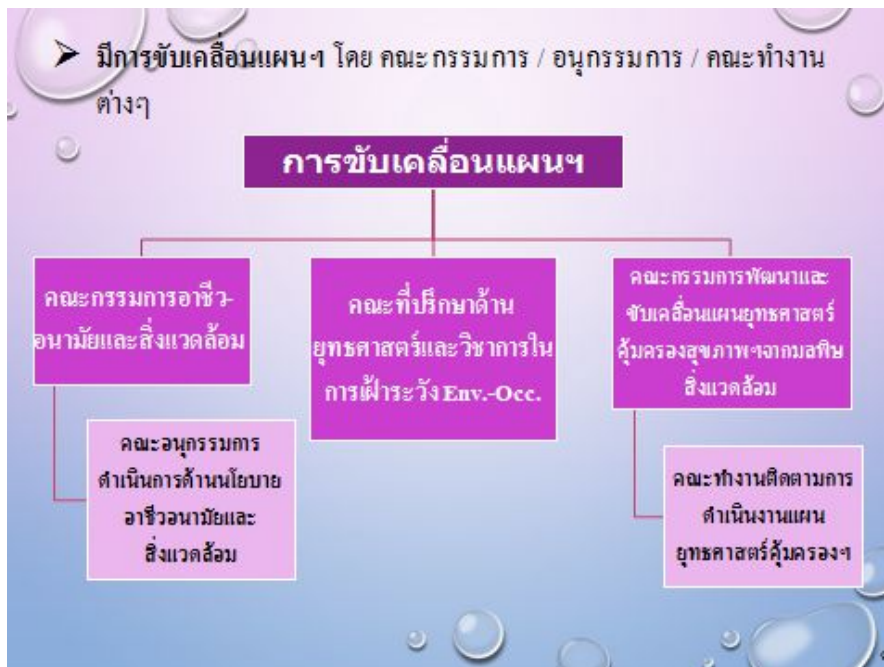 ➤ มีการขับเคลื่อนแผนฯ โดย คณะกรรมการ / อนุกรรมการ / คณะทำงาน
ต่างๆ
การขับเคลื่อนแผนฯ
คณะกรรมการอาชีว-
อนามัยและสิ่งแวดล้อม
คณะอนุกรรมการ
ดำเนินการด้านนโยบาย
อาชีวอนามัยและ
สิ่งแวดล้อม
คณะที่ปรึกษาด้าน
ยุทธศาสตร์และวิชาการใน
การเฝ้าระวัง Env.-Occ.
คณะกรรมการพัฒนาและ
ขับเคลื่อนแผนยุทธศาสตร์
คุ้มครองสุขภาพฯจากมลพิษ
สิ่งแวดล้อม
คณะทำงานติดตามการ
ดำเนินงานแผน
ยุทธศาสตร์คุ้มครองฯ